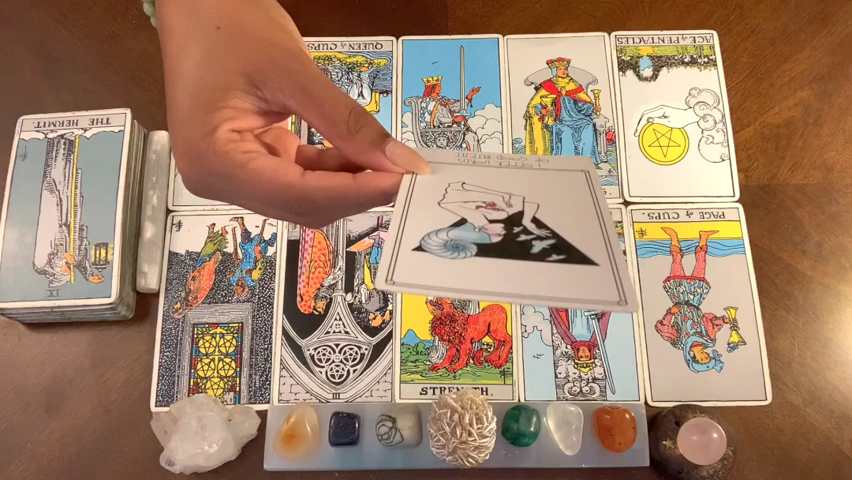 THE HERMIT.
IX
QUEEN of CUPS.
ACE of PENTACLES
PAGE of CUPS.
III
STRENGTH.